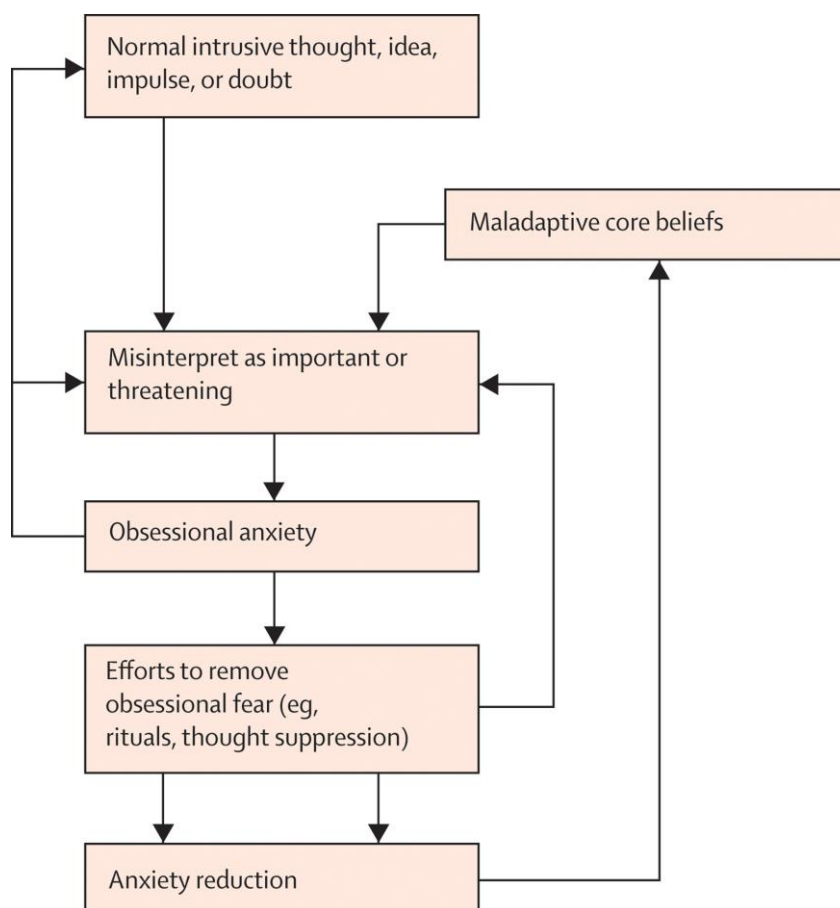 Normal intrusive thought, idea,
impulse, or doubt
Maladaptive core beliefs
Misinterpret as important or
threatening
Obsessional anxiety
Efforts to remove
obsessional fear (eg,
rituals, thought suppression)
Anxiety reduction